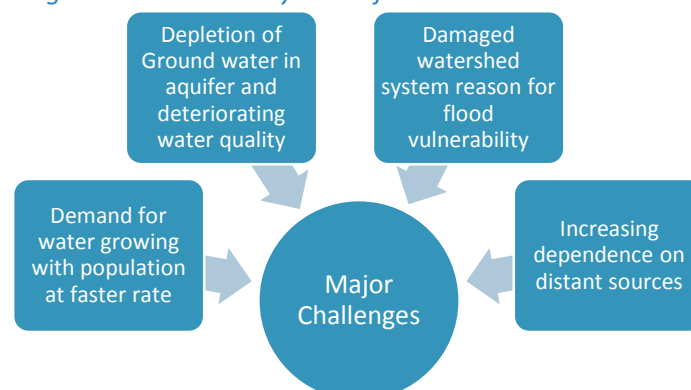 Depletion of
Ground water in
aquifer and
deteriorating
water quality
Damaged
watershed
system reason for
flood
vulnerability
Demand for
water growing
with population
at faster rate
Increasing
dependence on
distant sources
Major
Challenges